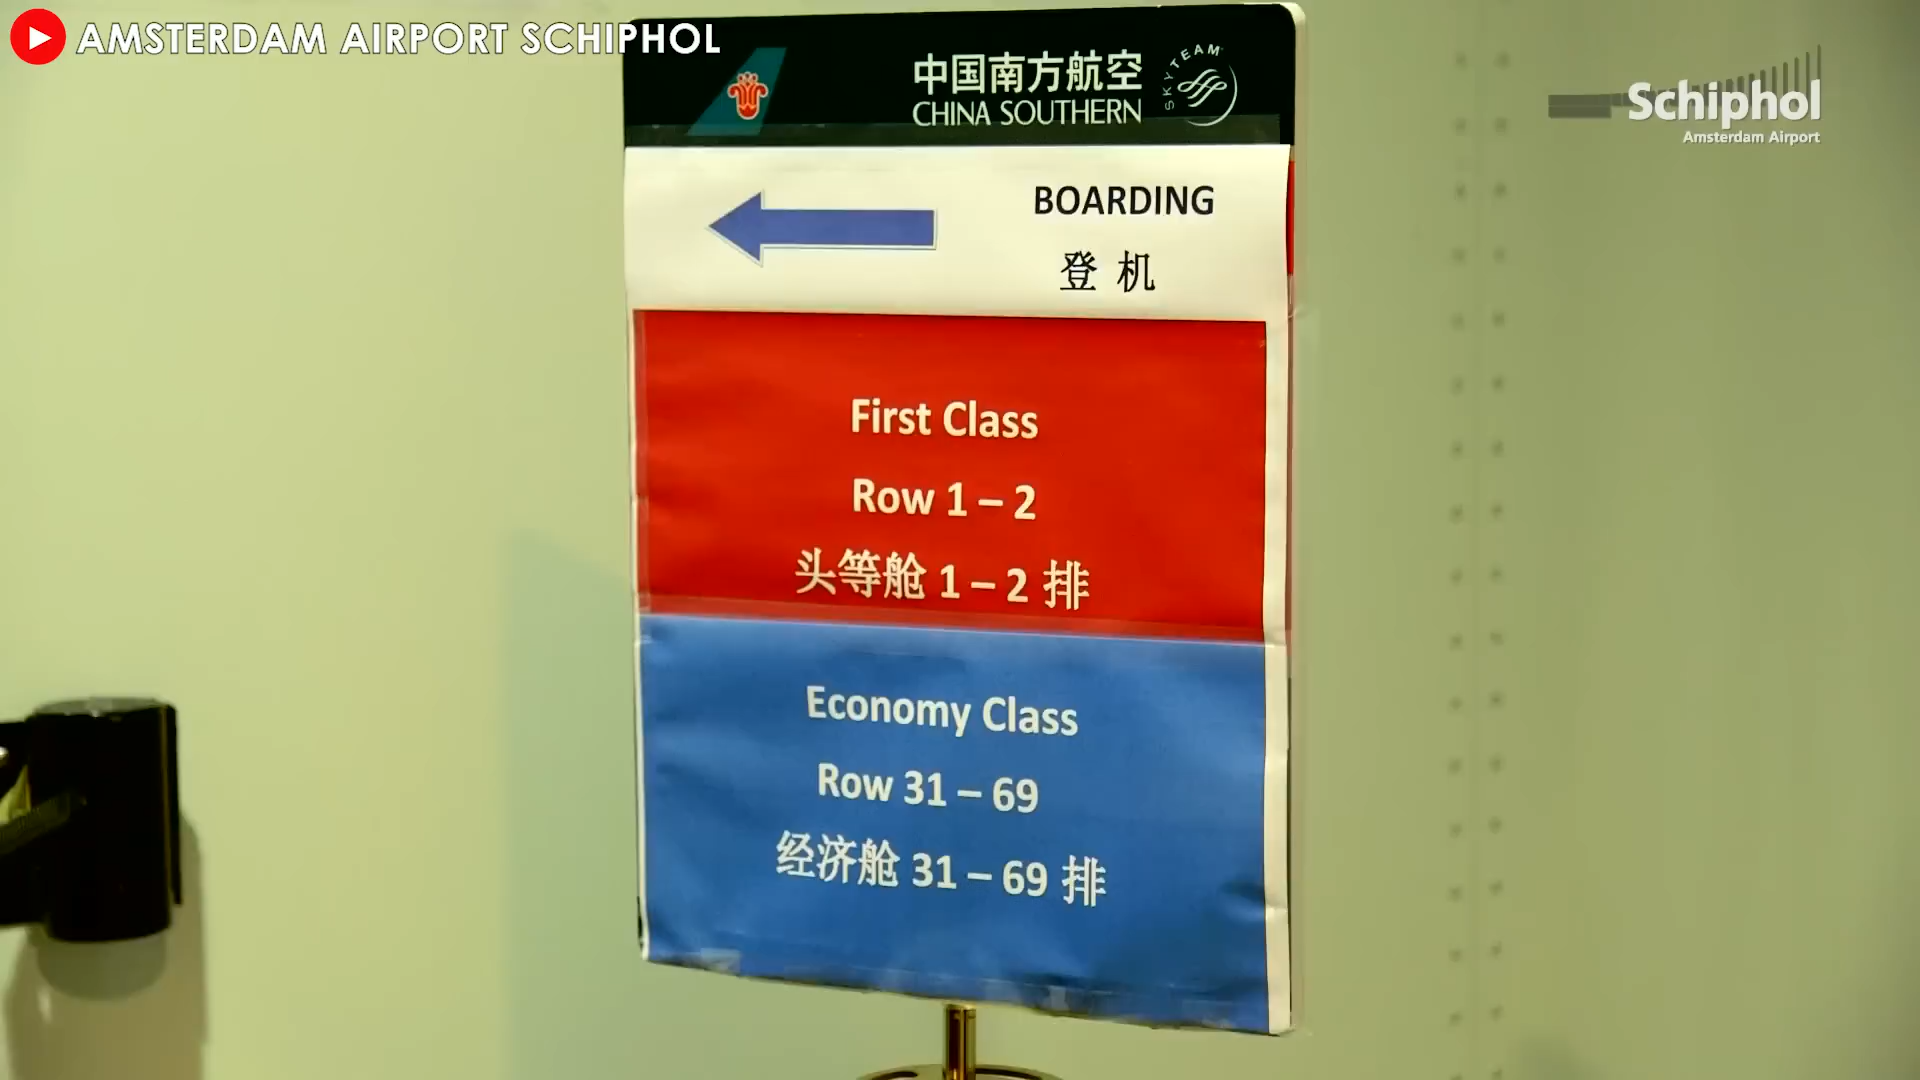 AMSTERDAM AIRPORT SCHIPHOL
中国南方航空
CHINA SOUTHERN
SKYTEAM
Schiphol
Amsterdam Airport
BOARDING
登机
First Class
Row 1 – 2
头等舱 1 – 2 排
Economy Class
Row 31 – 69
经济舱 31 – 69 排